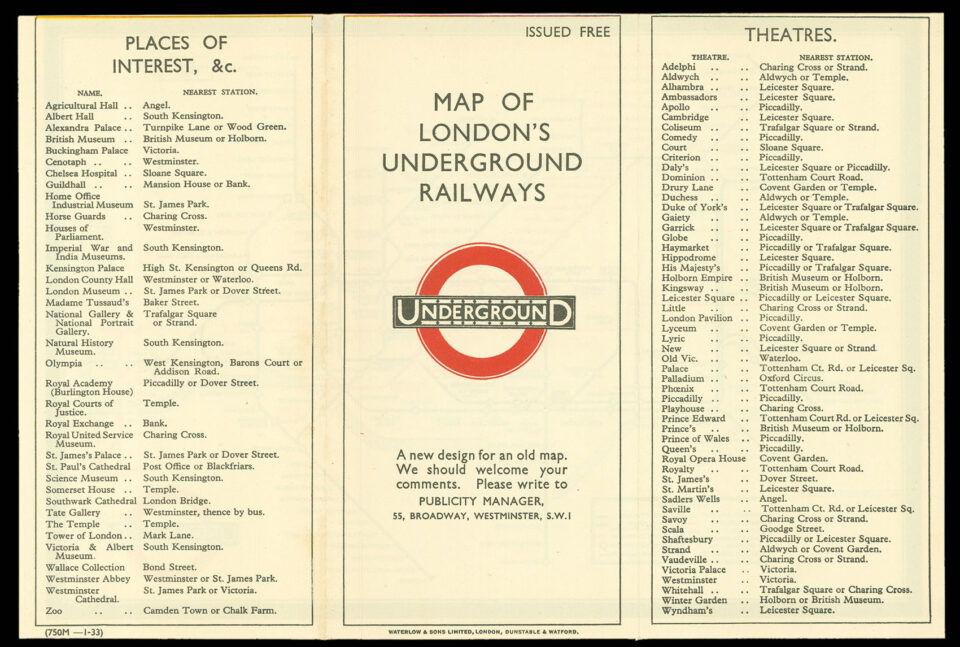 PLACES OF
INTEREST, &c.
NAME. NEAREST STATION.
Agricultural Hall .. Angel.
Albert Hall .. South Kensington.
Alexandra Palace .. Turnpike Lane or Wood Green.
British Museum .. British Museum or Holborn.
Buckingham Palace Victoria.
Cenotaph .. .. Westminster.
Chelsea Hospital .. Sloane Square.
Guildhall .. .. Mansion House or Bank.
Home Office
Industrial Museum St. James Park.
Horse Guards .. Charing Cross.
Houses of Westminster.
Parliament.
Imperial War and South Kensington.
India Museums.
Kensington Palace High St. Kensington or Queens Rd.
London County Hall Westminster or Waterloo.
London Museum .. St. James Park or Dover Street.
Madame Tussaud's Baker Street.
National Gallery & Trafalgar Square
National Portrait or Strand.
Gallery.
Natural History South Kensington.
Museum.
Olympia .. .. West Kensington, Barons Court or
Addison Road.
Royal Academy Piccadilly or Dover Street.
(Burlington House)
Royal Courts of Temple.
Justice.
Royal Exchange .. Bank.
Royal United Service Charing Cross.
Museum.
St. James's Palace .. St. James Park or Dover Street.
St. Paul's Cathedral Post Office or Blackfriars.
Science Museum .. South Kensington.
Somerset House .. Temple.
Southwark Cathedral London Bridge.
Tate Gallery .. Westminster, thence by bus.
The Temple .. Temple.
Tower of London .. Mark Lane.
Victoria & Albert South Kensington.
Museum.
Wallace Collection Bond Street.
Westminster Abbey Westminster or St. James Park.
Westminster St. James Park or Victoria.
Cathedral.
Zoo .. .. Camden Town or Chalk Farm.
(750M —1-33)
ISSUED FREE
MAP OF
LONDON'S
UNDERGROUND
RAILWAYS
UNDERGROUND
A new design for an old map.
We should welcome your
comments. Please write to
PUBLICITY MANAGER,
55, BROADWAY, WESTMINSTER, S.W.1
WATERLOW & SONS LIMITED, LONDON, DUNSTABLE & WATFORD.
THEATRES.
THEATRE. NEAREST STATION.
Adelphi .. .. Charing Cross or Strand.
Aldwych .. .. Aldwych or Temple.
Alhambra .. .. Leicester Square.
Ambassadors .. Leicester Square.
Apollo .. .. Piccadilly.
Cambridge .. Leicester Square.
Coliseum .. .. Trafalgar Square or Strand.
Comedy .. .. Piccadilly.
Court .. .. Sloane Square.
Criterion .. .. Piccadilly.
Daly's .. .. Leicester Square or Piccadilly.
Dominion .. .. Tottenham Court Road.
Drury Lane .. Covent Garden or Temple.
Duchess .. .. Aldwych or Temple.
Duke of York's .. Leicester Square or Trafalgar Square.
Gaiety .. .. Aldwych or Temple.
Garrick .. .. Leicester Square or Trafalgar Square.
Globe .. .. Piccadilly.
Haymarket .. Piccadilly or Trafalgar Square.
Hippodrome .. Leicester Square.
His Majesty's .. Piccadilly or Trafalgar Square.
Holborn Empire .. British Museum or Holborn.
Kingsway .. .. British Museum or Holborn.
Leicester Square .. Piccadilly or Leicester Square.
Little .. .. Charing Cross or Strand.
London Pavilion .. Piccadilly.
Lyceum .. .. Covent Garden or Temple.
Lyric .. .. Piccadilly.
New .. .. Leicester Square or Strand.
Old Vic. .. .. Waterloo.
Palace .. .. Tottenham Ct. Rd. or Leicester Sq.
Palladium .. .. Oxford Circus.
Phœnix .. .. Tottenham Court Road.
Piccadilly .. .. Piccadilly.
Playhouse .. .. Charing Cross.
Prince Edward .. Tottenham Court Rd. or Leicester Sq.
Prince's .. .. British Museum or Holborn.
Prince of Wales .. Piccadilly.
Queen's .. .. Piccadilly.
Royal Opera House Covent Garden.
Royalty .. .. Tottenham Court Road.
St. James's .. Dover Street.
St. Martin's .. Leicester Square.
Sadlers Wells .. Angel.
Saville .. .. Tottenham Ct. Rd. or Leicester Sq.
Savoy .. .. Charing Cross or Strand.
Scala .. .. Goodge Street.
Shaftesbury .. Piccadilly or Leicester Square.
Strand .. .. Aldwych or Covent Garden.
Vaudeville .. .. Charing Cross or Strand.
Victoria Palace .. Victoria.
Westminster .. Victoria.
Whitehall .. .. Trafalgar Square or Charing Cross.
Winter Garden .. Holborn or British Museum.
Wyndham's .. Leicester Square.